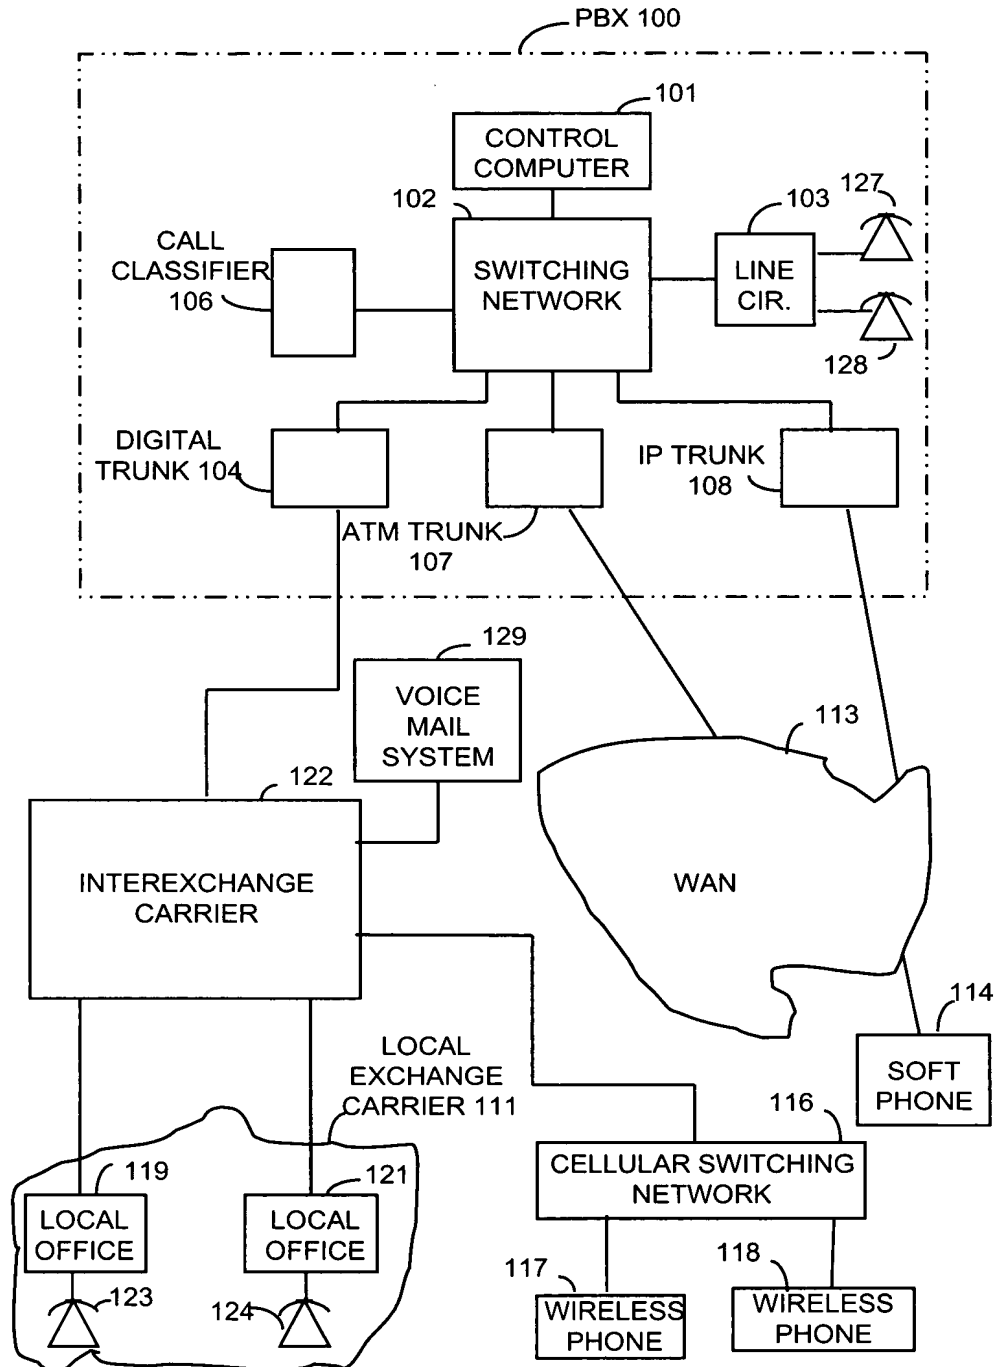 PBX 100
101
CONTROL
COMPUTER
102
103
127
CALL
CLASSIFIER
106
SWITCHING
NETWORK
LINE
CIR.
128
DIGITAL
TRUNK 104
IP TRUNK
108
ATM TRUNK
107
129
VOICE
MAIL
SYSTEM
113
122
INTEREXCHANGE
CARRIER
WAN
114
SOFT
PHONE
LOCAL
EXCHANGE
CARRIER 111
116
CELLULAR SWITCHING
NETWORK
119
121
LOCAL
OFFICE
LOCAL
OFFICE
117
118
123
124
WIRELESS
PHONE
WIRELESS
PHONE